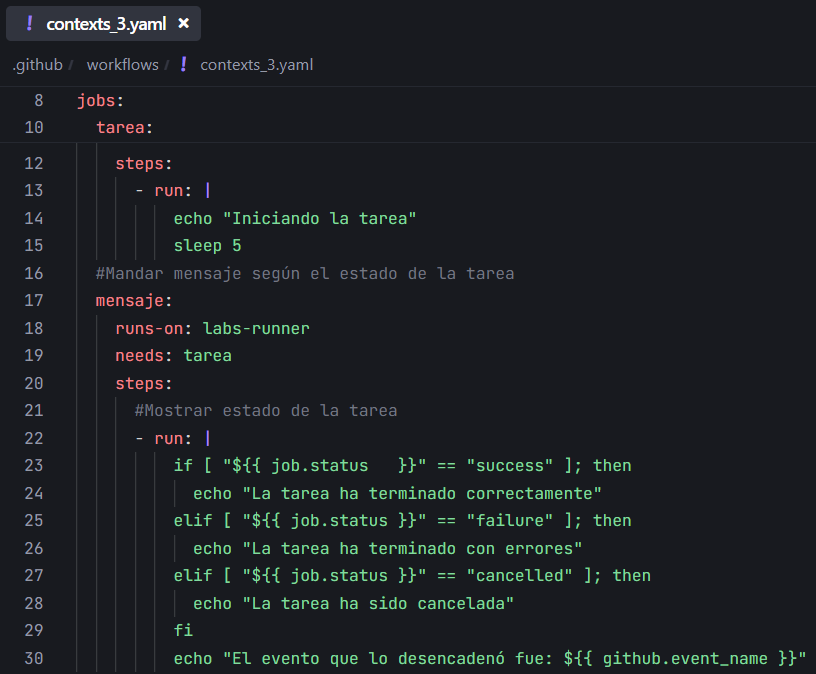 ! contexts_3.yaml ×
.github / workflows / ! contexts_3.yaml
8 jobs:
10 tarea:
12 steps:
13 - run: |
14 echo "Iniciando la tarea"
15 sleep 5
16 #Mandar mensaje según el estado de la tarea
17 mensaje:
18 runs-on: labs-runner
19 needs: tarea
20 steps:
21 #Mostrar estado de la tarea
22 - run: |
23 if [ "${{ job.status   }}" == "success" ]; then
24 echo "La tarea ha terminado correctamente"
25 elif [ "${{ job.status }}" == "failure" ]; then
26 echo "La tarea ha terminado con errores"
27 elif [ "${{ job.status }}" == "cancelled" ]; then
28 echo "La tarea ha sido cancelada"
29 fi
30 echo "El evento que lo desencadenó fue: ${{ github.event_name }}"